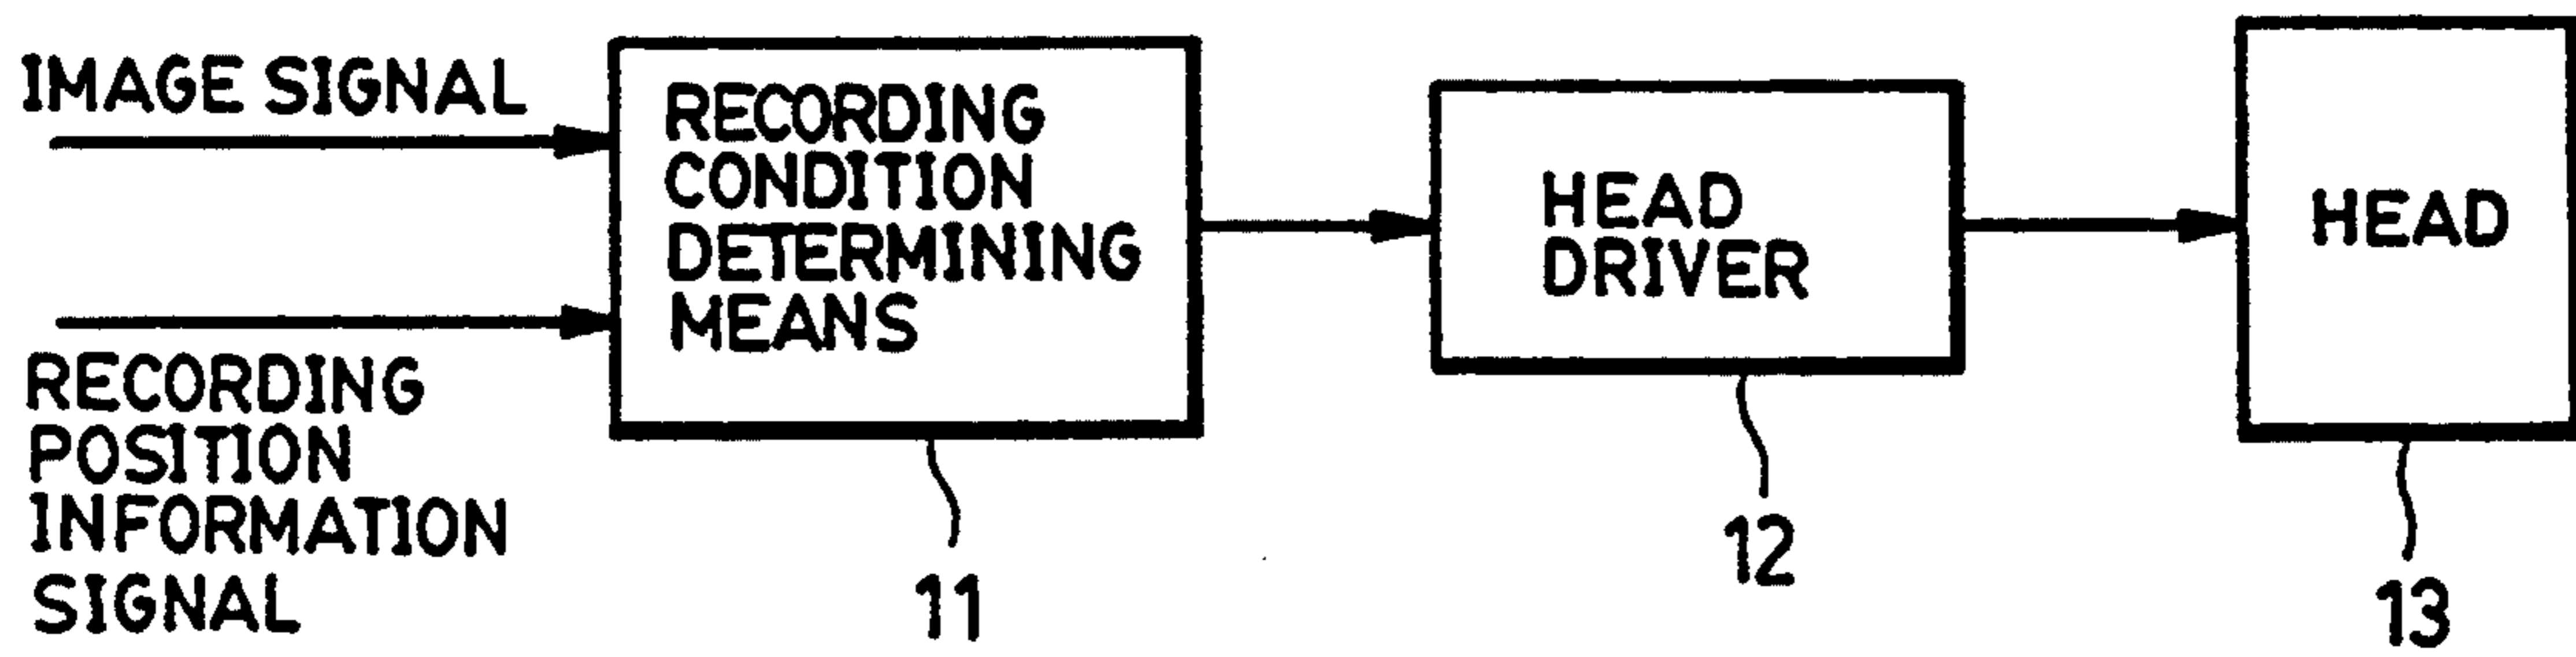 IMAGE SIGNAL
RECORDING
POSITION
INFORMATION
SIGNAL
RECORDING
CONDITION
DETERMINING
MEANS
11
HEAD
DRIVER
12
HEAD
13